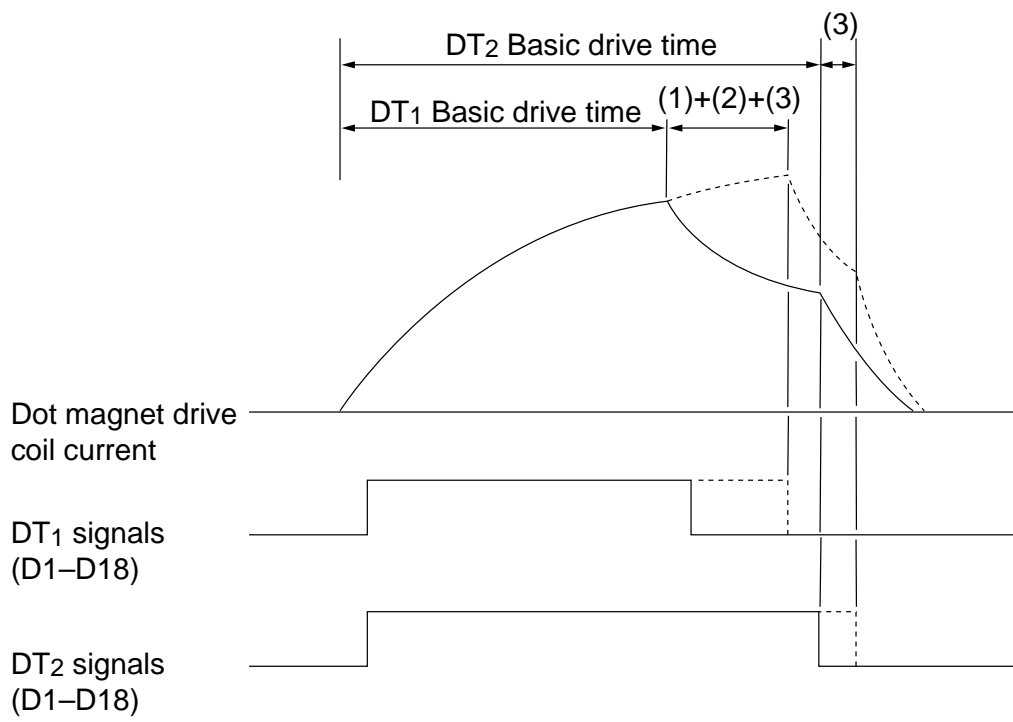 (3)
DT2 Basic drive time
DT1 Basic drive time
(1)+(2)+(3)
Dot magnet drive
coil current
DT1 signals
(D1–D18)
DT2 signals
(D1–D18)